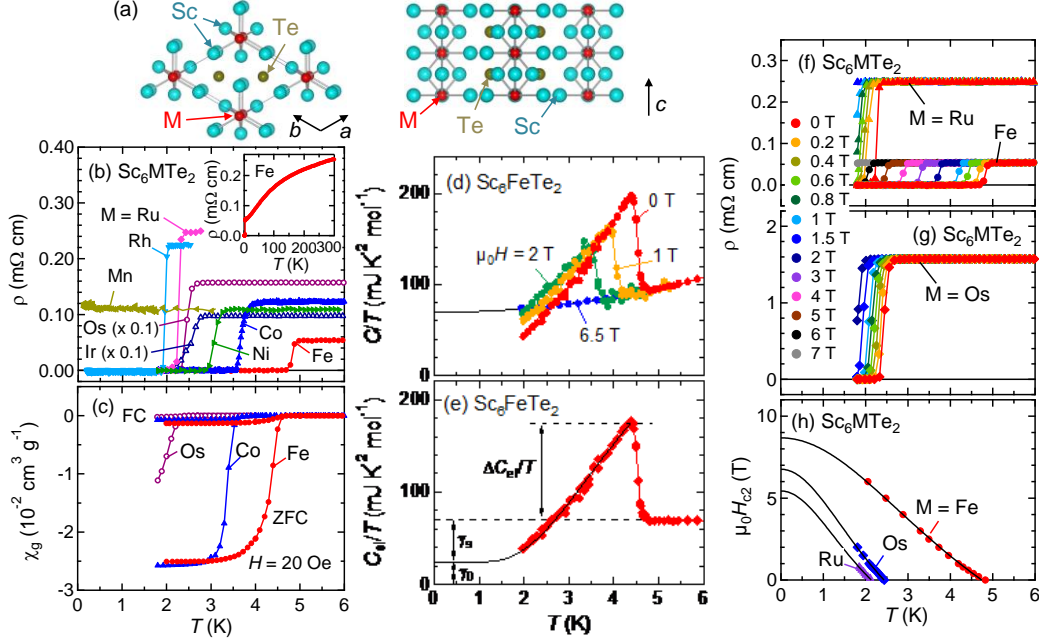 (a)
Sc
Te
M
b
a
M
Te
Sc
c
(b) Sc6MTe2
M = Ru
Rh
Mn
Os (x 0.1)
Ir (x 0.1)
Co
Ni
Fe
ρ (mΩ cm)
0.40
0.30
0.20
0.10
0.00
Fe
ρ (mΩ cm)
0.2
0.1
0.0
0 100 200 300
T (K)
(c)
FC
Os
Co
Fe
ZFC
H = 20 Oe
χg (10⁻² cm³ g⁻¹)
0
-1
-2
-3
0 1 2 3 4 5 6
T (K)
(d) Sc6FeTe2
0 T
μ0H = 2 T
1 T
6.5 T
C/T (mJ K⁻² mol⁻¹)
200
100
0
(e) Sc6FeTe2
ΔCel/T
γs
γ0
Cel/T (mJ K⁻² mol⁻¹)
200
100
0
0 1 2 3 4 5 6
T (K)
(f) Sc6MTe2
M = Ru
Fe
0 T
0.2 T
0.4 T
0.6 T
0.8 T
1 T
1.5 T
2 T
3 T
4 T
5 T
6 T
7 T
ρ (mΩ cm)
0.3
0.2
0.1
0.0
(g) Sc6MTe2
M = Os
2
1
0
(h) Sc6MTe2
M = Fe
Os
Ru
μ0Hc2 (T)
10
5
0
0 1 2 3 4 5 6
T (K)